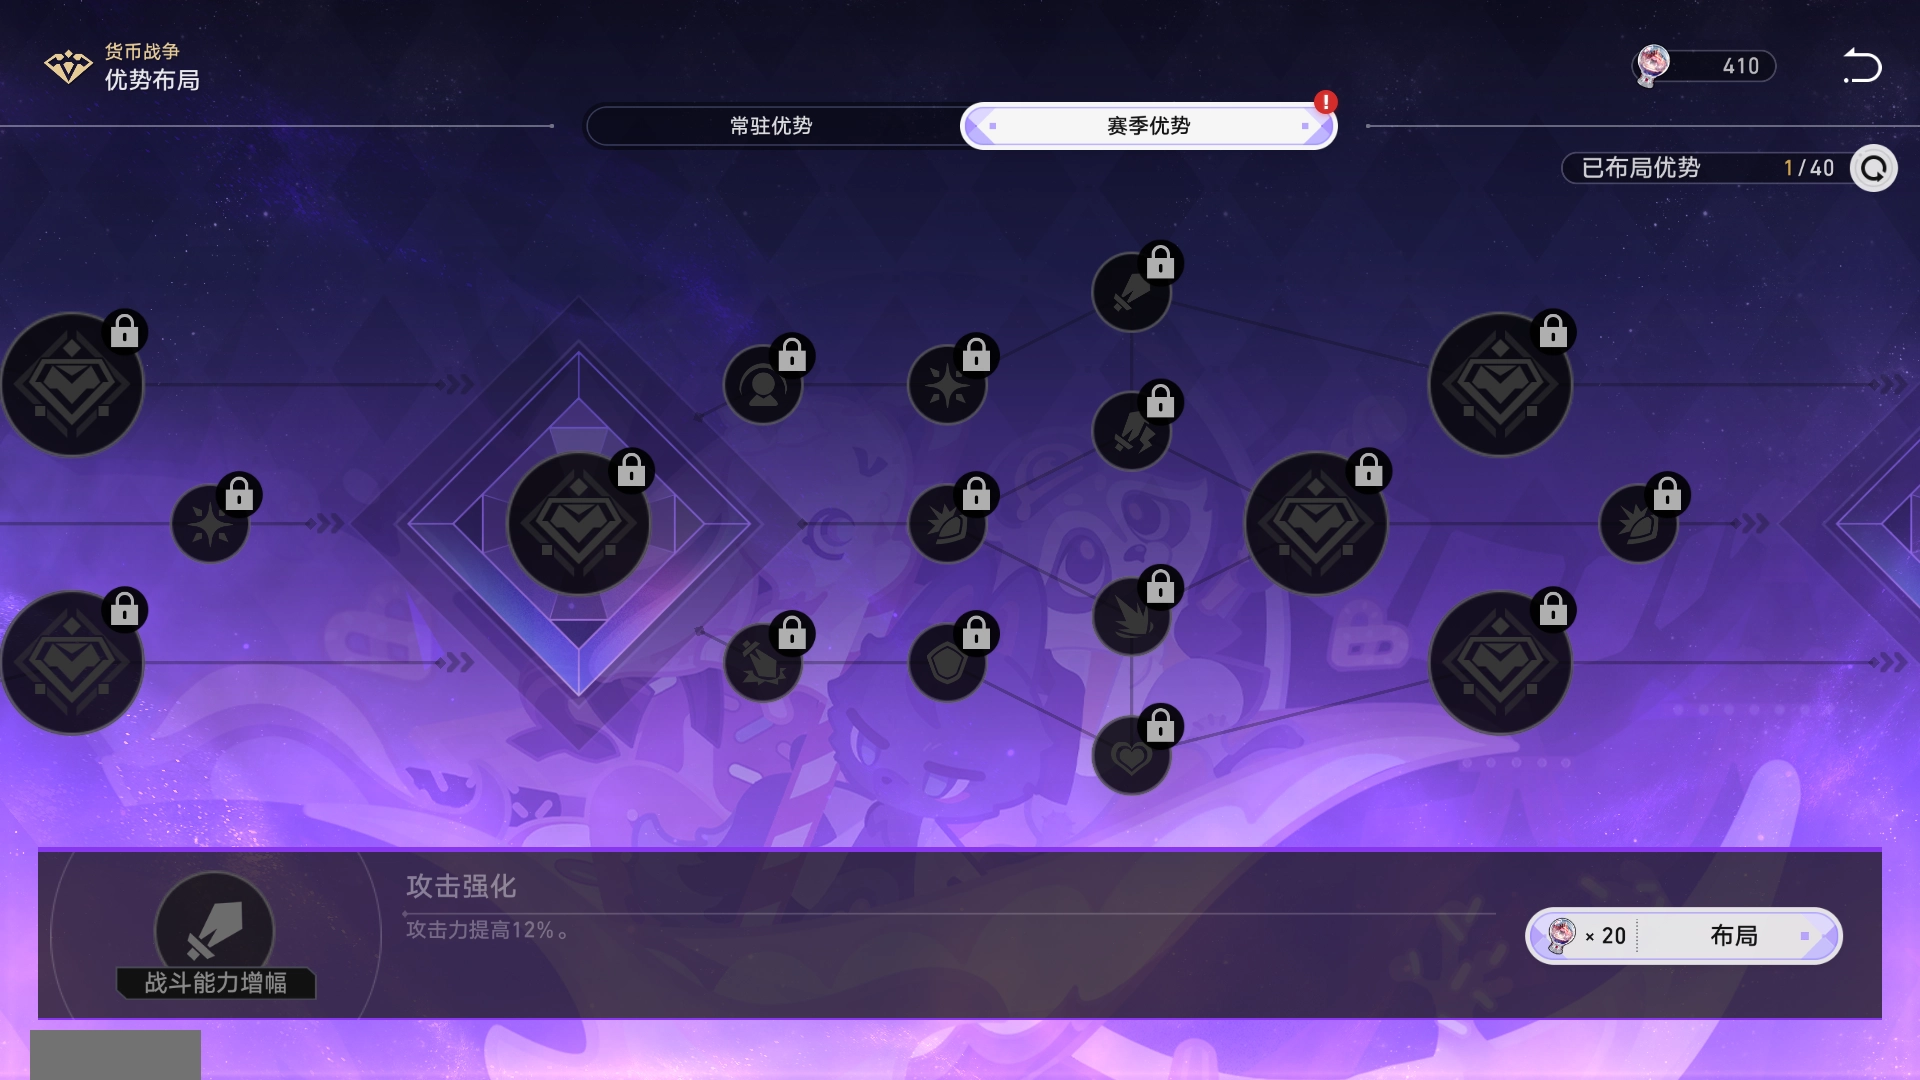 货币战争
优势布局
410
常驻优势
赛季优势
!
已布局优势 1/40
攻击强化
攻击力提高12%。
战斗能力增幅
× 20 布局